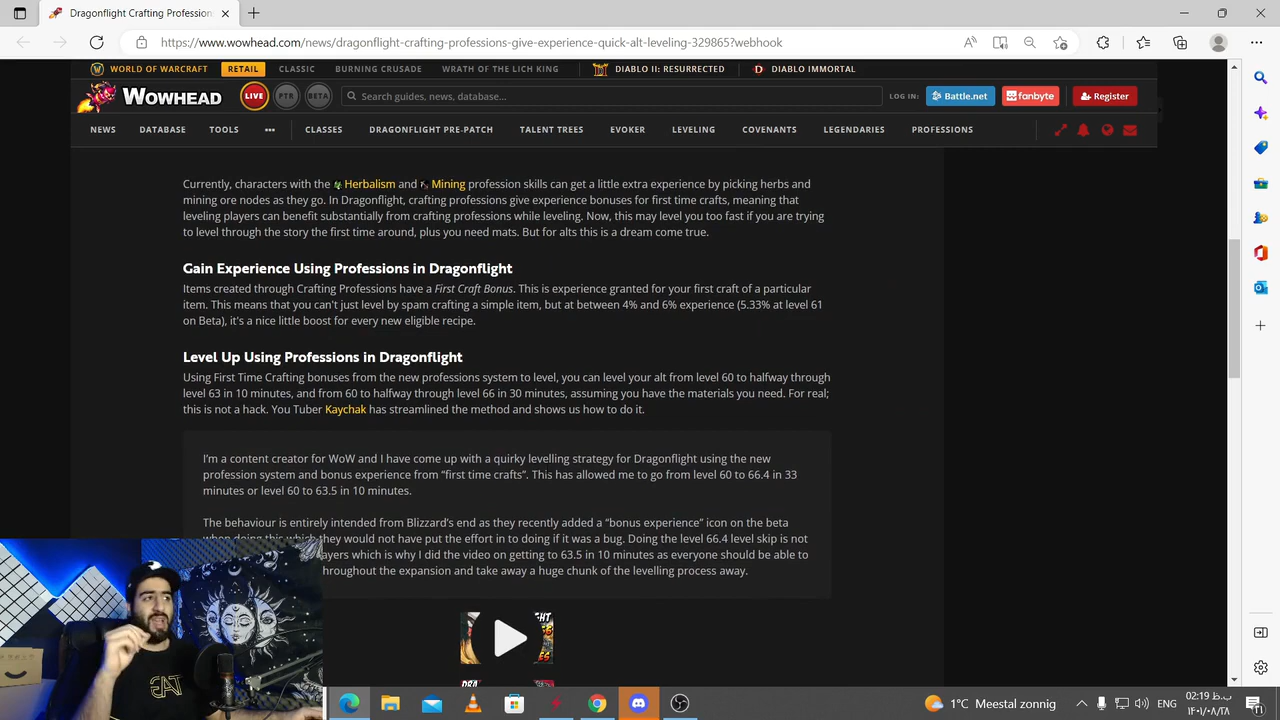 Dragonflight Crafting Profession
https://www.wowhead.com/news/dragonflight-crafting-professions-give-experience-quick-alt-leveling-329865?webhook
WORLD OF WARCRAFT RETAIL CLASSIC BURNING CRUSADE WRATH OF THE LICH KING DIABLO II: RESURRECTED DIABLO IMMORTAL
WOWHEAD LIVE PTR BETA Search guides, news, database... LOG IN: Battle.net fanbyte Register
NEWS DATABASE TOOLS ••• CLASSES DRAGONFLIGHT PRE-PATCH TALENT TREES EVOKER LEVELING COVENANTS LEGENDARIES PROFESSIONS
Currently, characters with the Herbalism and Mining profession skills can get a little extra experience by picking herbs and
mining ore nodes as they go. In Dragonflight, crafting professions give experience bonuses for first time crafts, meaning that
leveling players can benefit substantially from crafting professions while leveling. Now, this may level you too fast if you are trying
to level through the story the first time around, plus you need mats. But for alts this is a dream come true.
Gain Experience Using Professions in Dragonflight
Items created through Crafting Professions have a First Craft Bonus. This is experience granted for your first craft of a particular
item. This means that you can't just level by spam crafting a simple item, but at between 4% and 6% experience (5.33% at level 61
on Beta), it's a nice little boost for every new eligible recipe.
Level Up Using Professions in Dragonflight
Using First Time Crafting bonuses from the new professions system to level, you can level your alt from level 60 to halfway through
level 63 in 10 minutes, and from 60 to halfway through level 66 in 30 minutes, assuming you have the materials you need. For real;
this is not a hack. You Tuber Kaychak has streamlined the method and shows us how to do it.
I'm a content creator for WoW and I have come up with a quirky levelling strategy for Dragonflight using the new
profession system and bonus experience from "first time crafts". This has allowed me to go from level 60 to 66.4 in 33
minutes or level 60 to 63.5 in 10 minutes.
The behaviour is entirely intended from Blizzard's end as they recently added a "bonus experience" icon on the beta
when doing this which they would not have put the effort in to doing if it was a bug. Doing the level 66.4 level skip is not
ayers which is why I did the video on getting to 63.5 in 10 minutes as everyone should be able to
hroughout the expansion and take away a huge chunk of the levelling process away.
1°C Meestal zonnig ENG 02:19 ب.ظ
۱۴۰۱/۰۸/۲۸